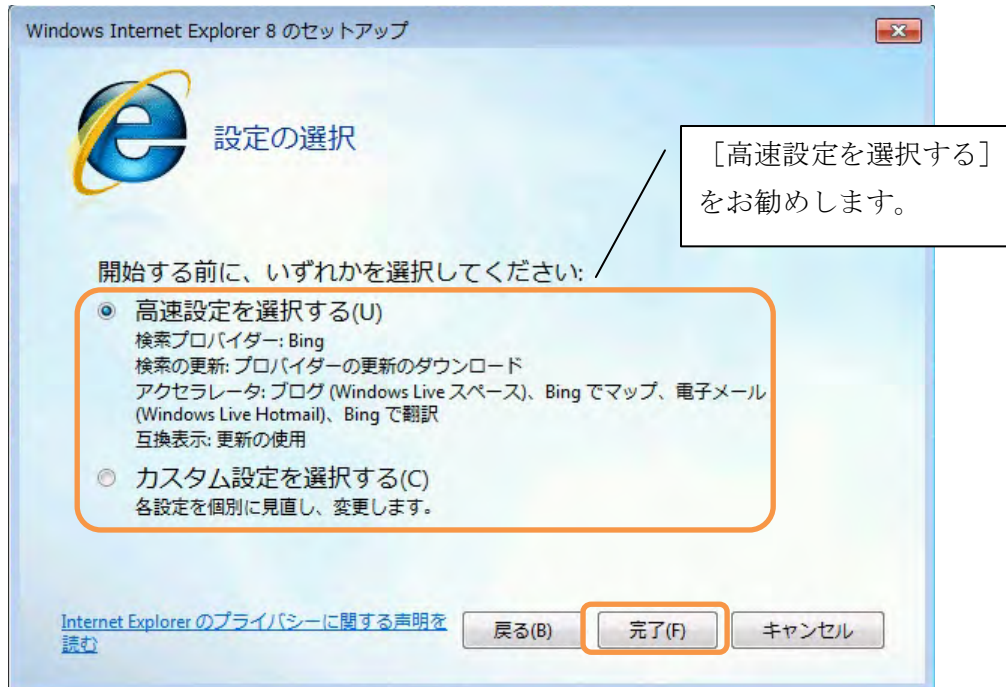 Windows Internet Explorer 8 のセットアップ
設定の選択
［高速設定を選択する］
をお勧めします。
開始する前に、いずれかを選択してください:
高速設定を選択する(U)
検索プロバイダー: Bing
検索の更新: プロバイダーの更新のダウンロード
アクセラレータ: ブログ (Windows Live スペース)、Bing でマップ、電子メール
(Windows Live Hotmail)、Bing で翻訳
互換表示: 更新の使用
カスタム設定を選択する(C)
各設定を個別に見直し、変更します。
Internet Explorer のプライバシーに関する声明を
読む
戻る(B)
完了(F)
キャンセル